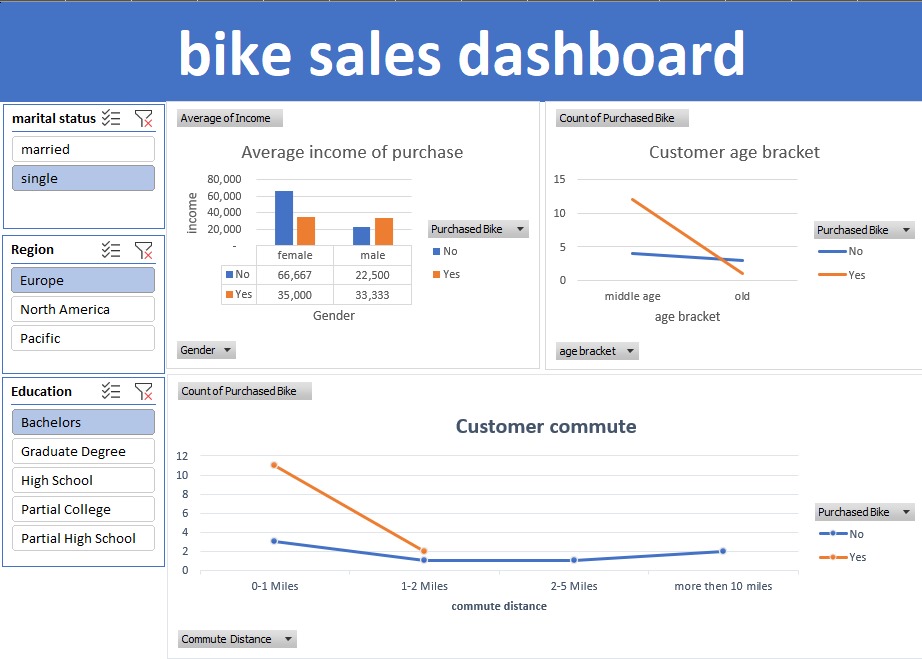 bike sales dashboard
marital status
married
single
Region
Europe
North America
Pacific
Education
Bachelors
Graduate Degree
High School
Partial College
Partial High School
Average of Income
Average income of purchase
80,000
60,000
40,000
20,000
-
income
female male
No 66,667 22,500
Yes 35,000 33,333
Gender
Purchased Bike
No
Yes
Gender
Count of Purchased Bike
Customer age bracket
15
10
5
0
middle age old
age bracket
Purchased Bike
No
Yes
age bracket
Count of Purchased Bike
Customer commute
12
10
8
6
4
2
0
0-1 Miles 1-2 Miles 2-5 Miles more then 10 miles
commute distance
Purchased Bike
No
Yes
Commute Distance